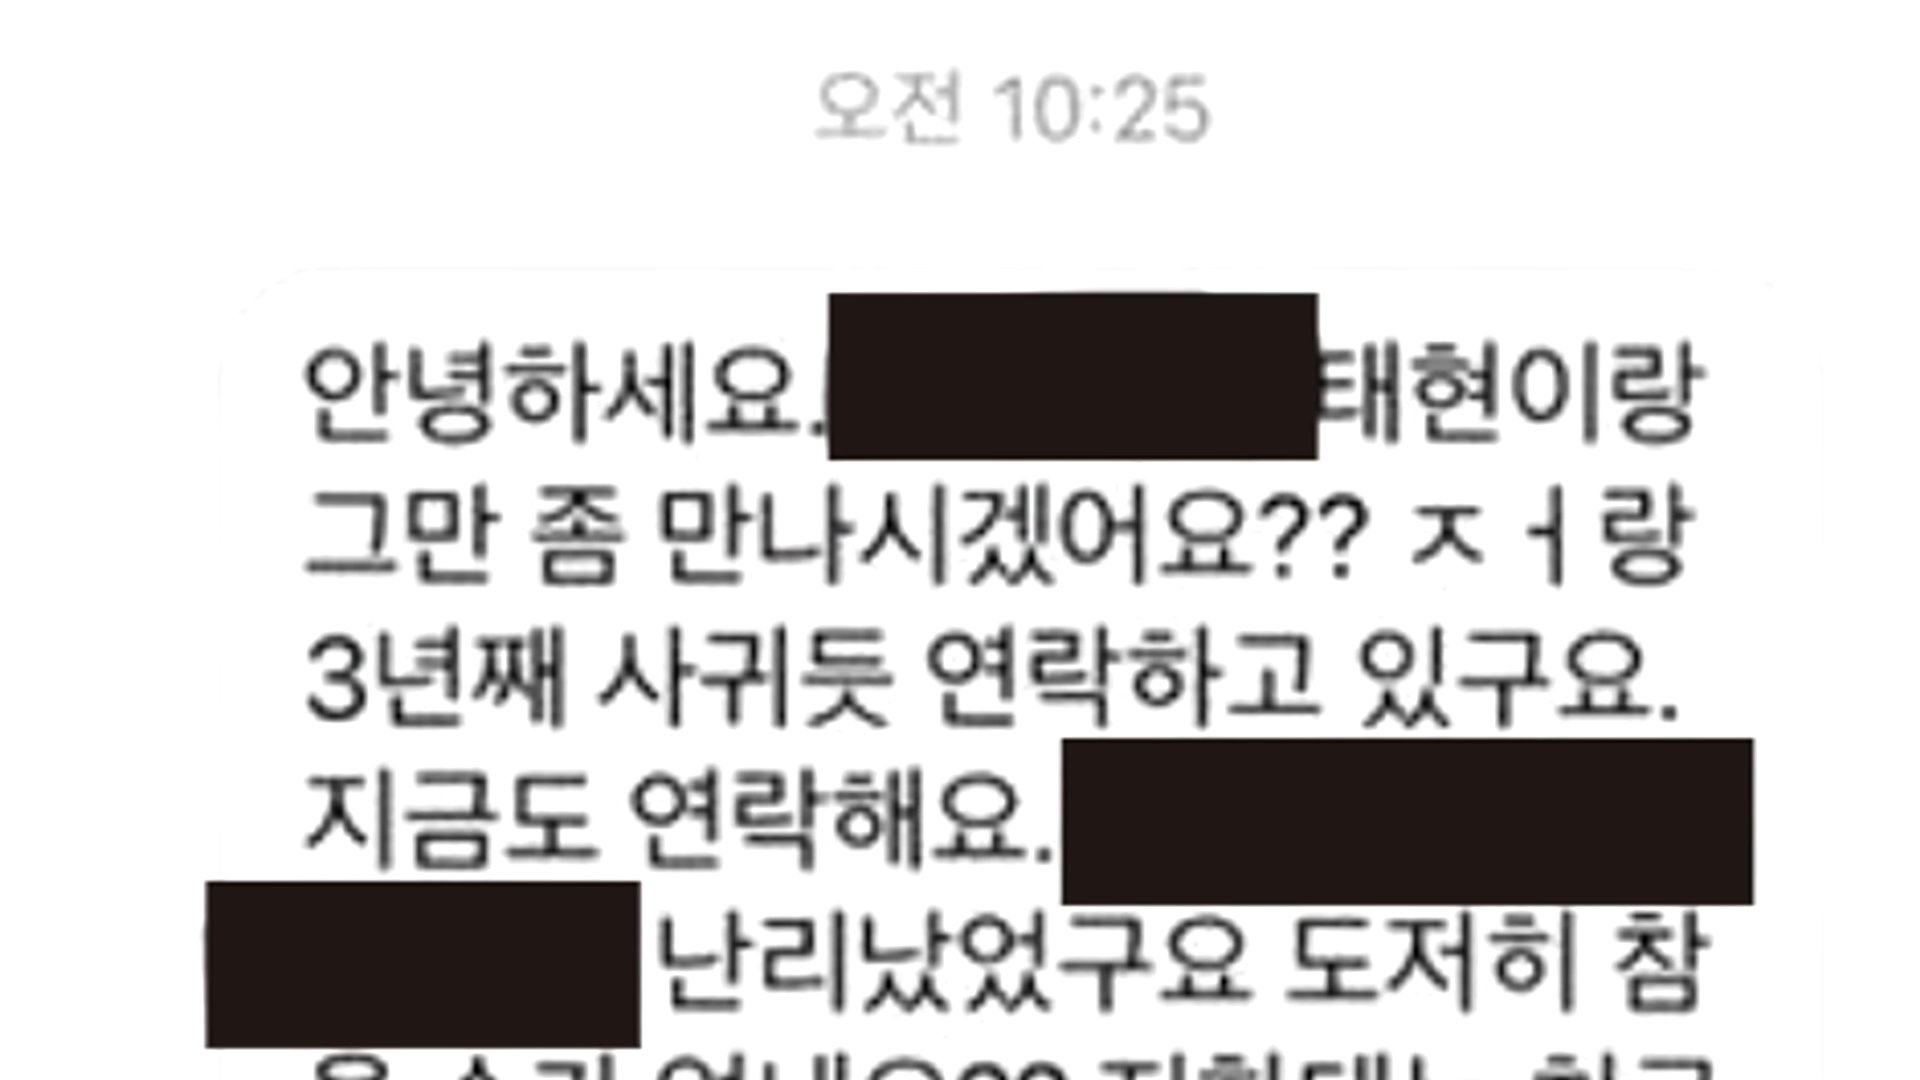 오전 10:25
안녕하세요. 태현이랑
그만 좀 만나시겠어요?? ㅈㅓ랑
3년째 사귀듯 연락하고 있구요.
지금도 연락해요.
난리났었구요 도저히 참